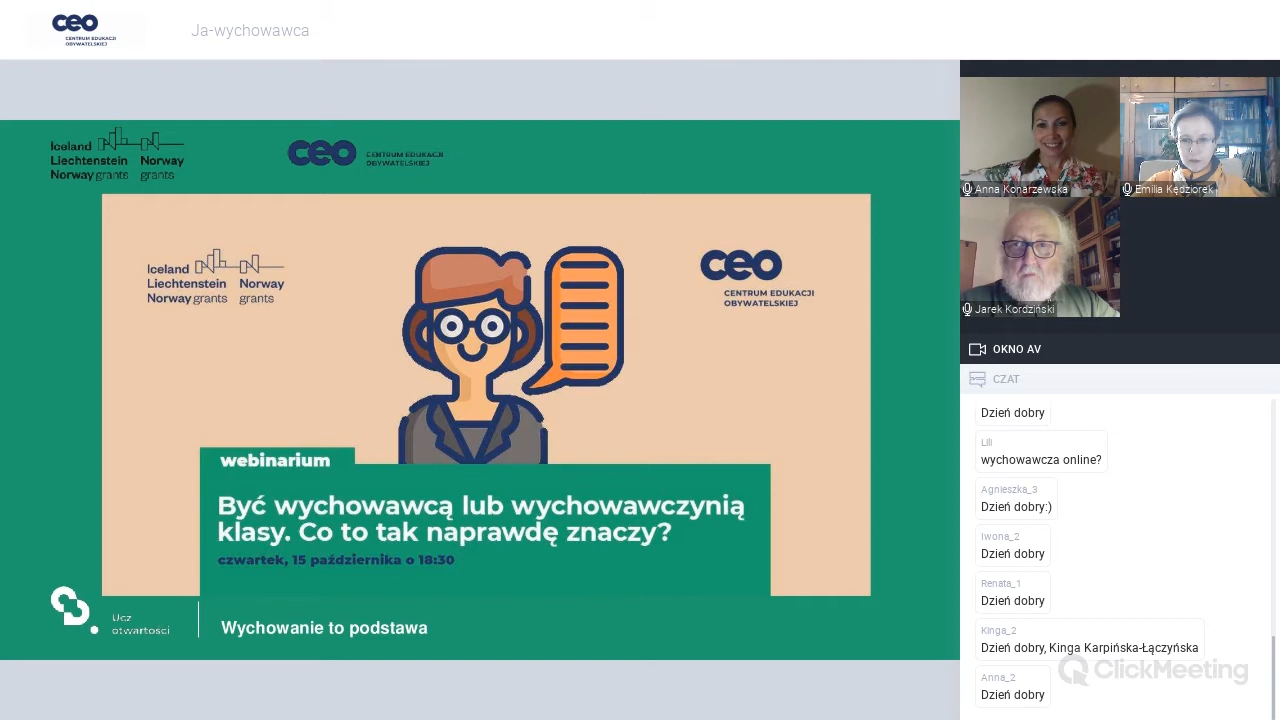 ceo
CENTRUM EDUKACJI
OBYWATELSKIEJ
Ja-wychowawca
Iceland
Liechtenstein Norway
Norway grants grants
ceo
CENTRUM EDUKACJI
OBYWATELSKIEJ
Iceland
Liechtenstein Norway
Norway grants grants
ceo
CENTRUM EDUKACJI
OBYWATELSKIEJ
webinarium
Być wychowawcą lub wychowawczynią
klasy. Co to tak naprawdę znaczy?
czwartek, 15 października o 18:30
Ucz
otwartości
Wychowanie to podstawa
Anna Konarzewska
Emilia Kędziorek
Jarek Kordziński
OKNO AV
CZAT
Dzień dobry
Lili
wychowawcza online?
Agnieszka_3
Dzień dobry:)
Iwona_2
Dzień dobry
Renata_1
Dzień dobry
Kinga_2
Dzień dobry, Kinga Karpińska-Łączyńska
Anna_2
Dzień dobry
ClickMeeting